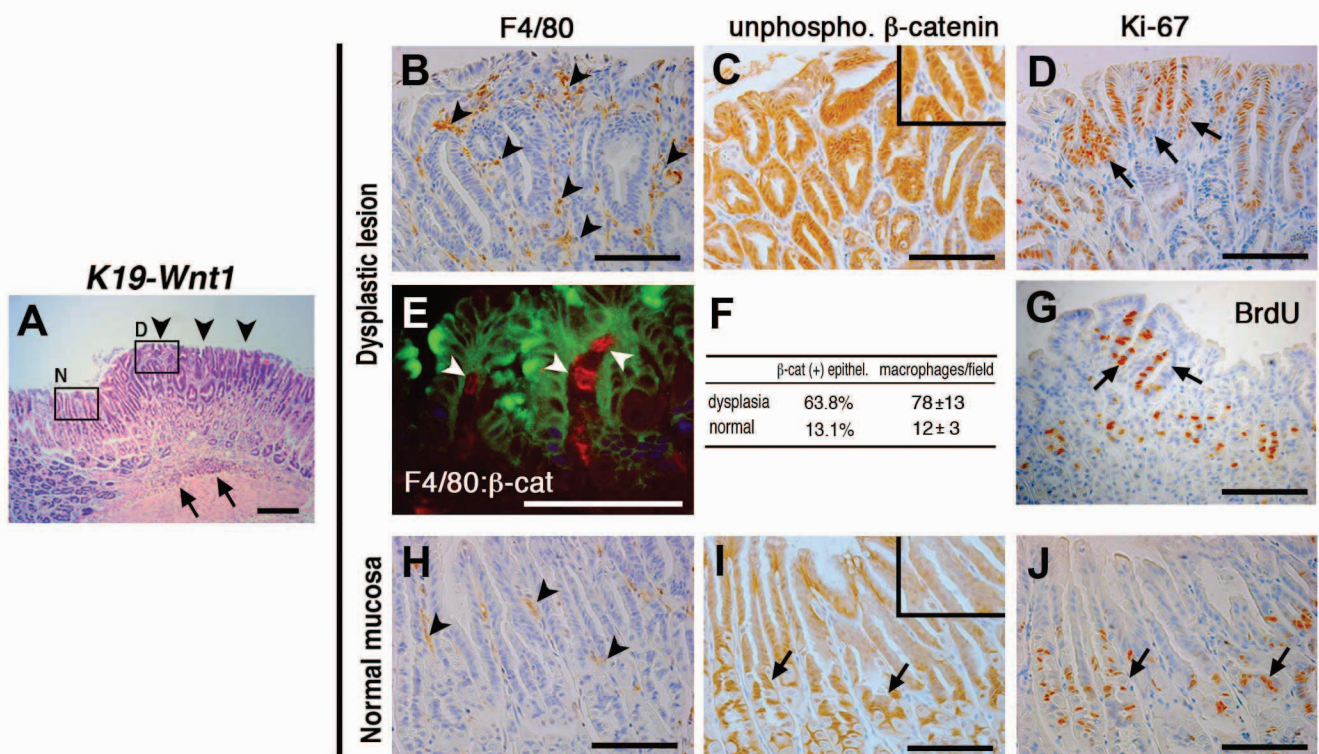 F4/80
unphospho. β-catenin
Ki-67
K19-Wnt1
A
D
N
Dysplastic lesion
B
C
D
E
F4/80:β-cat
F
β-cat (+) epithel. macrophages/field
dysplasia 63.8% 78±13
normal 13.1% 12±3
G
BrdU
Normal mucosa
H
I
J